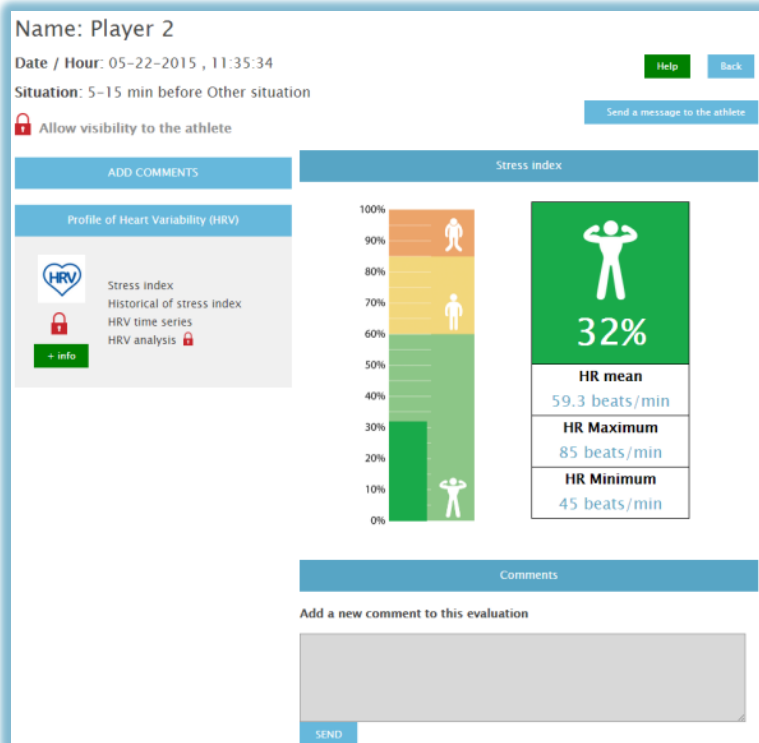 Name: Player 2
Date / Hour: 05-22-2015 , 11:35:34
Help
Back
Situation: 5-15 min before Other situation
Send a message to the athlete
Allow visibility to the athlete
ADD COMMENTS
Stress index
Profile of Heart Variability (HRV)
HRV
Stress index
Historical of stress index
HRV time series
HRV analysis
+ info
100%
90%
80%
70%
60%
50%
40%
30%
20%
10%
0%
32%
HR mean
59.3 beats/min
HR Maximum
85 beats/min
HR Minimum
45 beats/min
Comments
Add a new comment to this evaluation
SEND